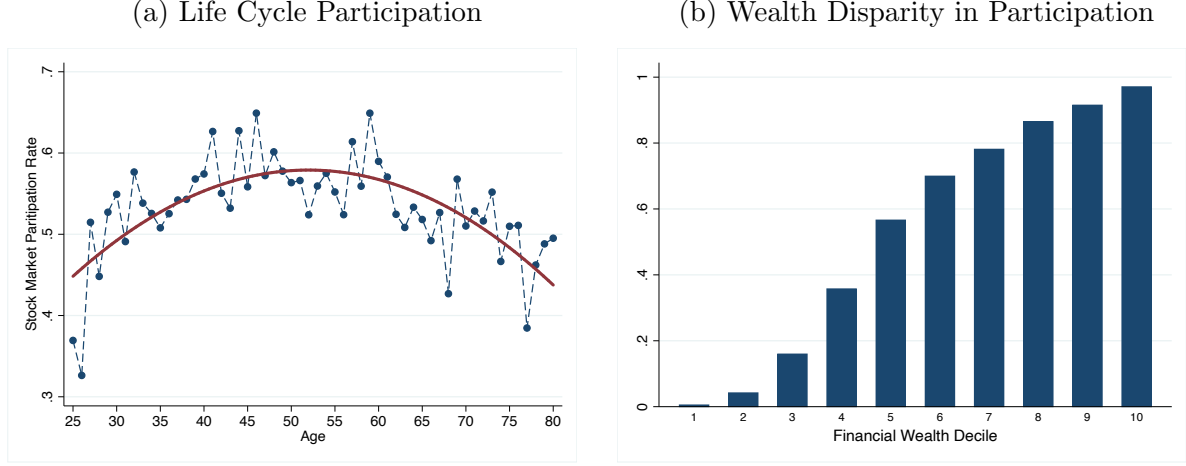 (a) Life Cycle Participation
.7
.6
.5
.4
.3
Stock Market Partitipation Rate
25 30 35 40 45 50 55 60 65 70 75 80
Age
(b) Wealth Disparity in Participation
1
.8
.6
.4
.2
0
1 2 3 4 5 6 7 8 9 10
Financial Wealth Decile